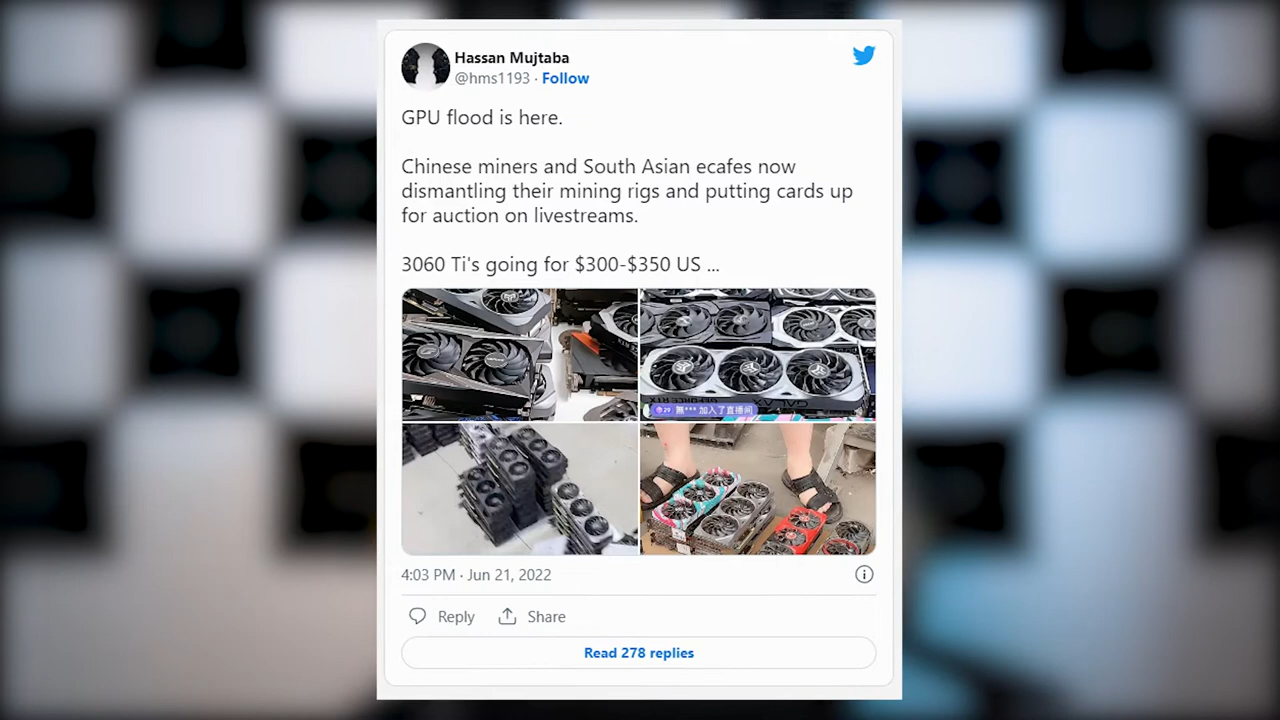 Hassan Mujtaba
@hms1193 · Follow
GPU flood is here.
Chinese miners and South Asian ecafes now
dismantling their mining rigs and putting cards up
for auction on livestreams.
3060 Ti's going for $300-$350 US ...
29 無*** 加入了直播间
4:03 PM · Jun 21, 2022
Reply
Share
Read 278 replies